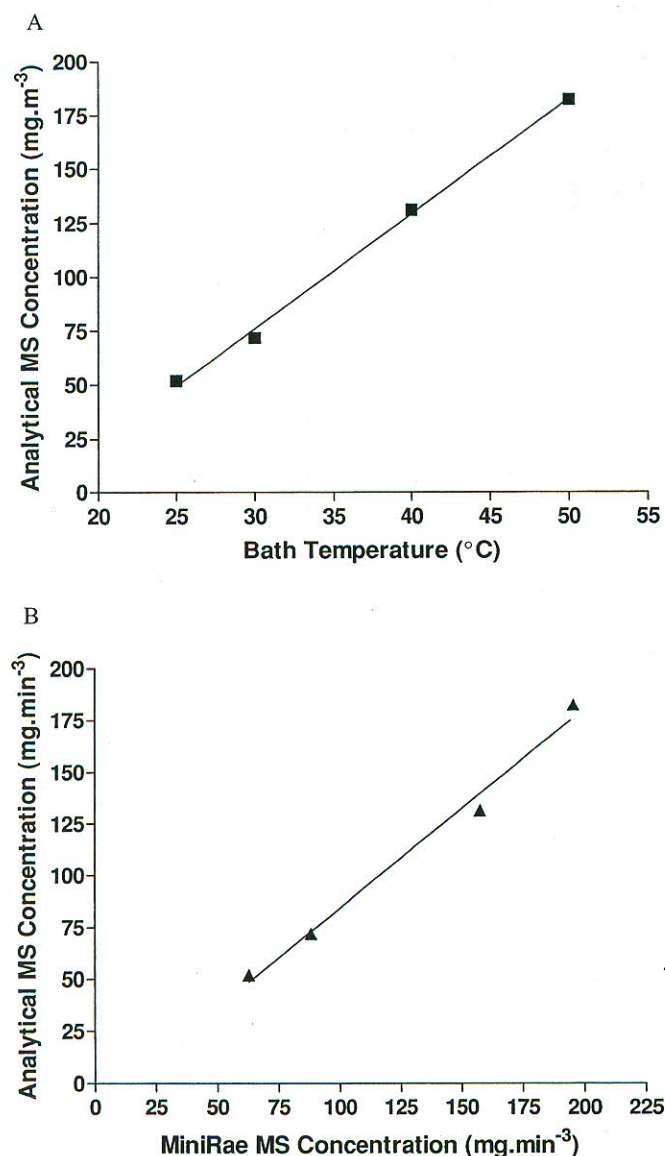 A
Analytical MS Concentration (mg.m⁻³)
200
175
150
125
100
75
50
25
0
20 25 30 35 40 45 50 55
Bath Temperature (°C)
B
Analytical MS Concentration (mg.min⁻³)
200
175
150
125
100
75
50
25
0
0 25 50 75 100 125 150 175 200 225
MiniRae MS Concentration (mg.min⁻³)